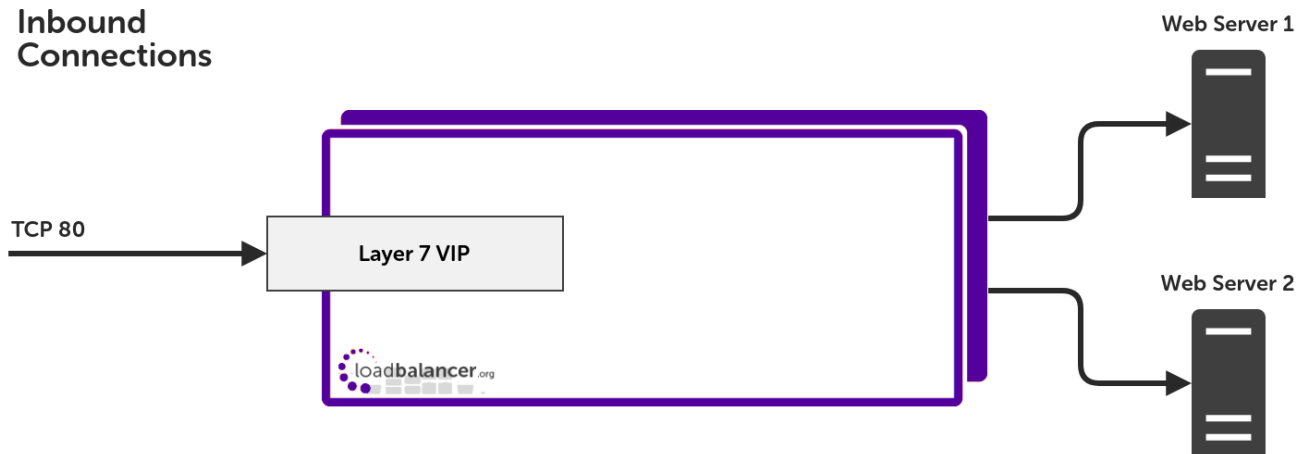 Inbound
Connections
Web Server 1
TCP 80
Layer 7 VIP
Web Server 2
loadbalancer.org